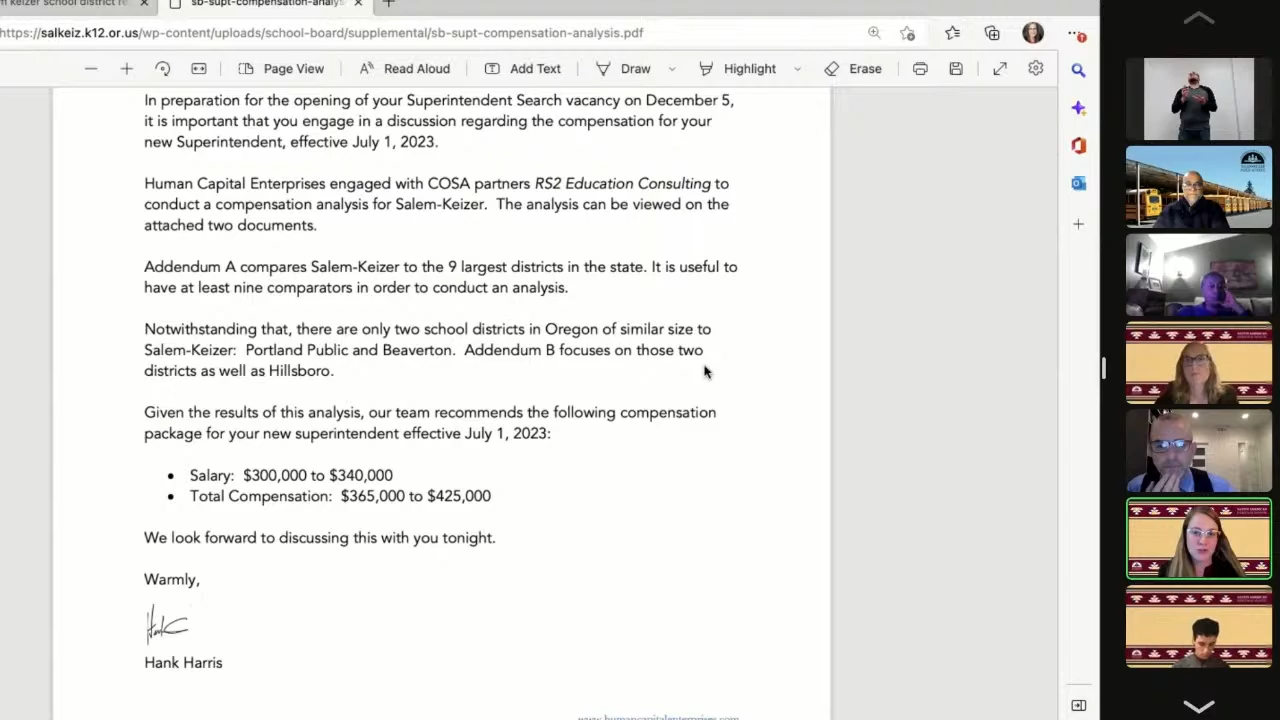 sb-supt-compensation-analys
https://salkeiz.k12.or.us/wp-content/uploads/school-board/supplemental/sb-supt-compensation-analysis.pdf
Page View
Read Aloud
Add Text
Draw
Highlight
Erase
In preparation for the opening of your Superintendent Search vacancy on December 5,
it is important that you engage in a discussion regarding the compensation for your
new Superintendent, effective July 1, 2023.
Human Capital Enterprises engaged with COSA partners RS2 Education Consulting to
conduct a compensation analysis for Salem-Keizer. The analysis can be viewed on the
attached two documents.
Addendum A compares Salem-Keizer to the 9 largest districts in the state. It is useful to
have at least nine comparators in order to conduct an analysis.
Notwithstanding that, there are only two school districts in Oregon of similar size to
Salem-Keizer: Portland Public and Beaverton. Addendum B focuses on those two
districts as well as Hillsboro.
Given the results of this analysis, our team recommends the following compensation
package for your new superintendent effective July 1, 2023:
• Salary: $300,000 to $340,000
• Total Compensation: $365,000 to $425,000
We look forward to discussing this with you tonight.
Warmly,
Hank Harris
www.humancapitalenterprises.com